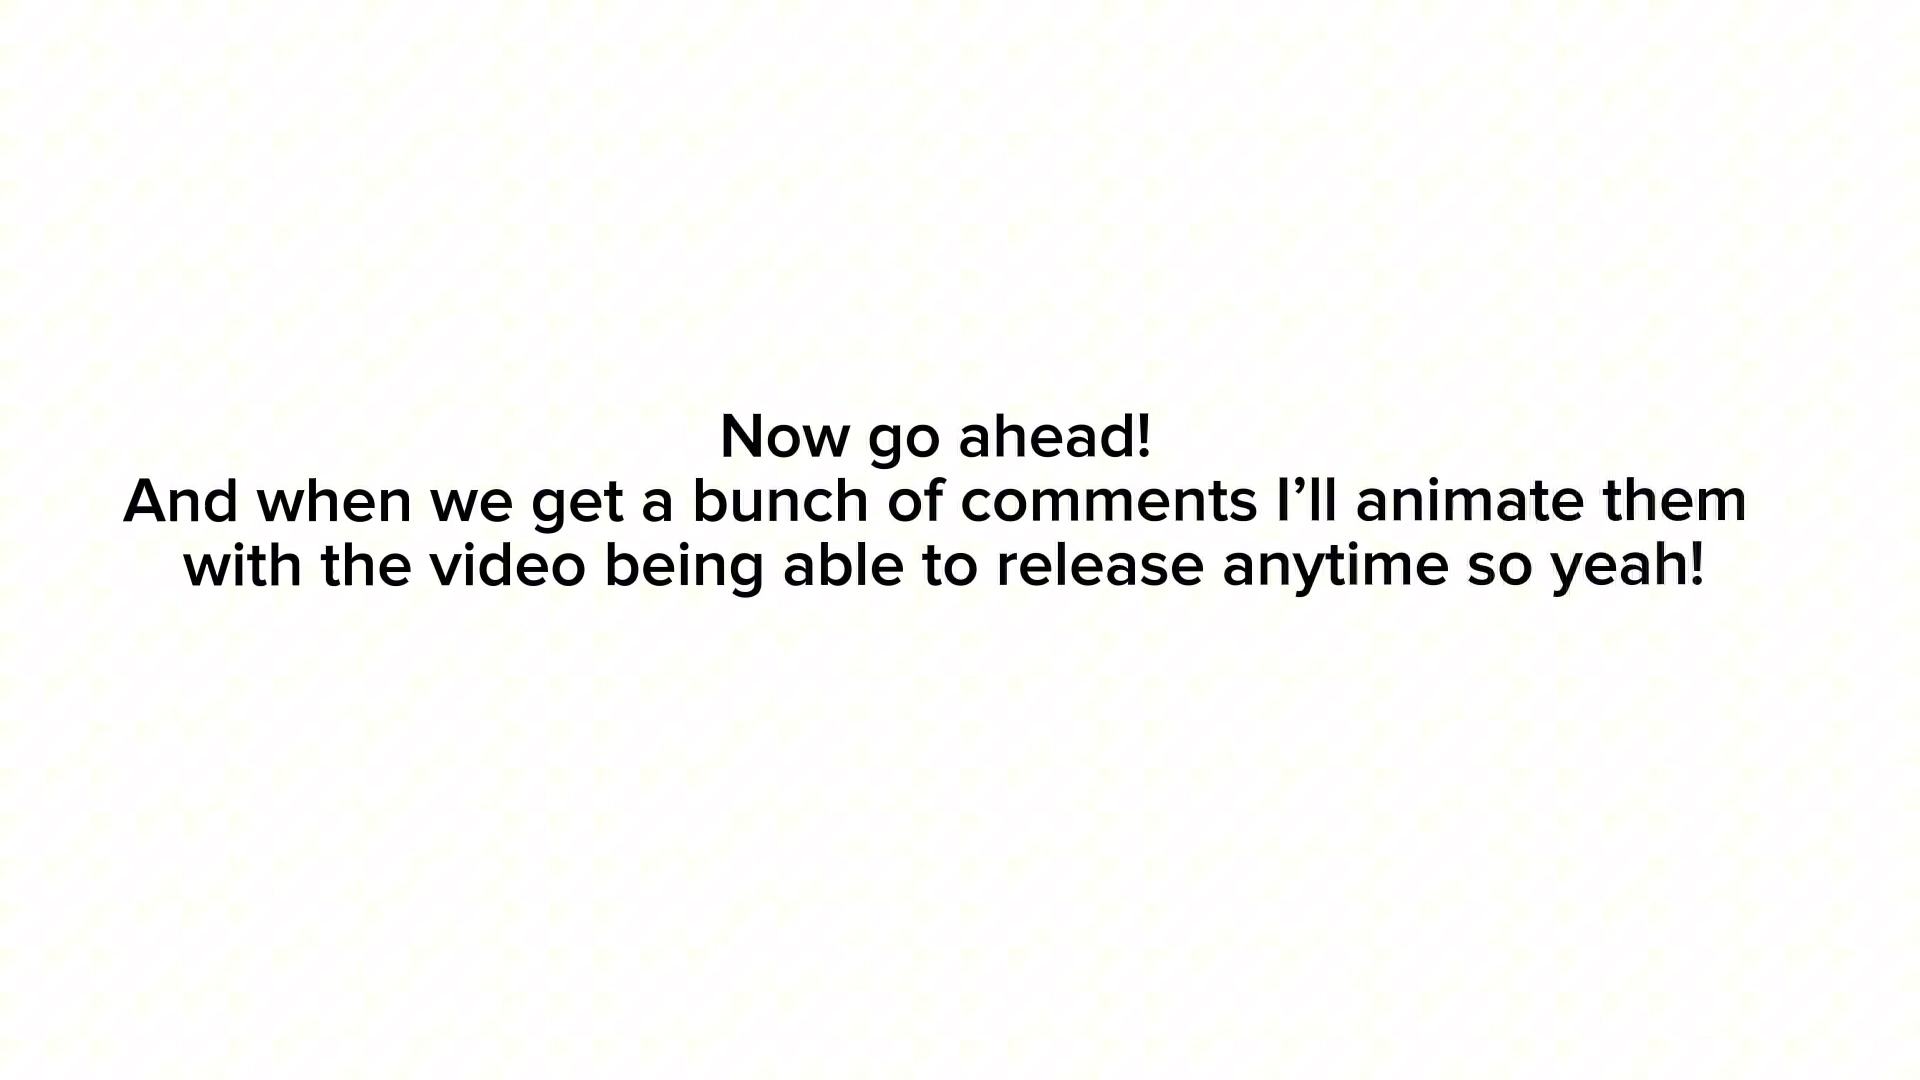 Now go ahead!
And when we get a bunch of comments I’ll animate them
with the video being able to release anytime so yeah!